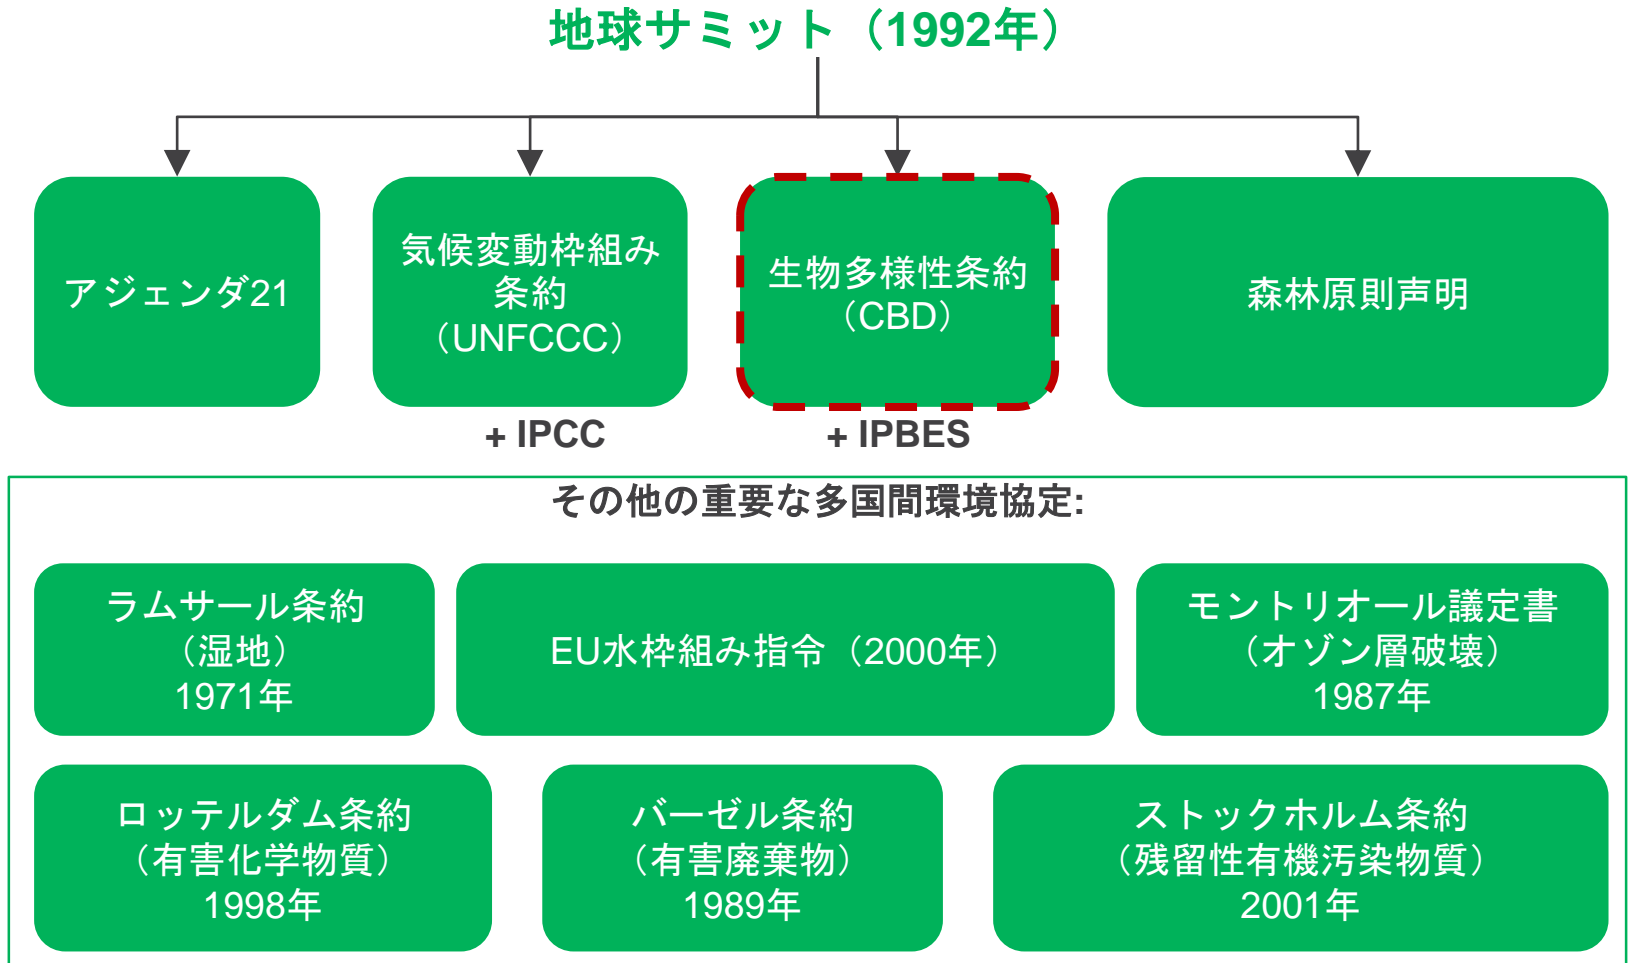 地球サミット（1992年）
アジェンダ21
気候変動枠組み
条約
（UNFCCC）
生物多様性条約
（CBD）
森林原則声明
+ IPCC
+ IPBES
その他の重要な多国間環境協定:
ラムサール条約
（湿地）
1971年
EU水枠組み指令（2000年）
モントリオール議定書
（オゾン層破壊）
1987年
ロッテルダム条約
（有害化学物質）
1998年
バーゼル条約
（有害廃棄物）
1989年
ストックホルム条約
（残留性有機汚染物質）
2001年